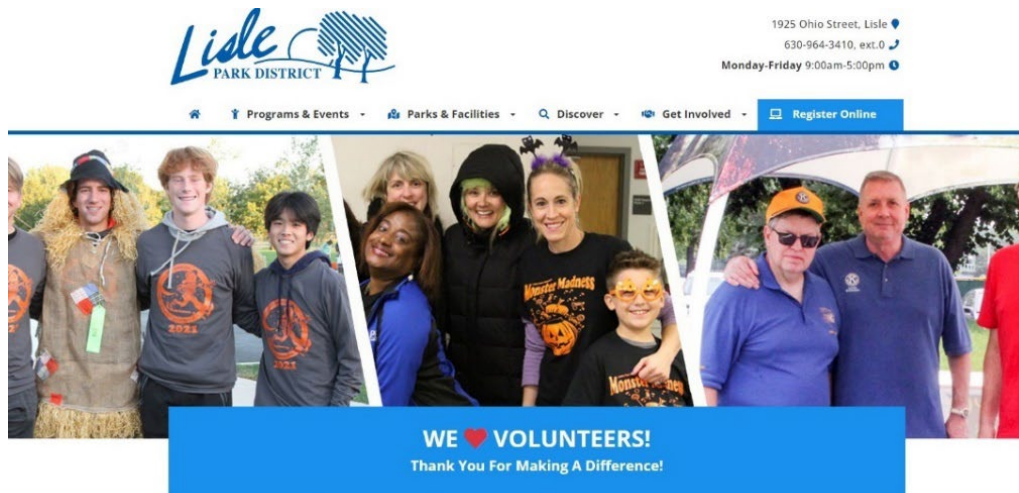 Lisle
PARK DISTRICT
1925 Ohio Street, Lisle
630-964-3410, ext.0
Monday-Friday 9:00am-5:00pm
Programs & Events
Parks & Facilities
Discover
Get Involved
Register Online
2021
2021
Monster Madness
Monster
WE ❤ VOLUNTEERS!
Thank You For Making A Difference!